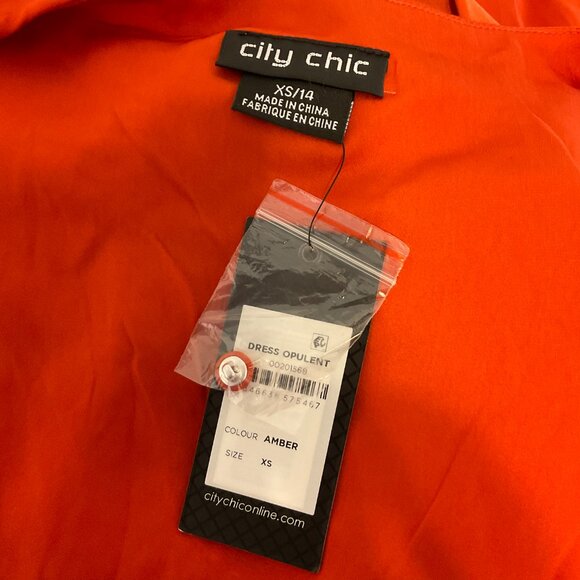 city chic
XS/14
MADE IN CHINA
FABRIQUE EN CHINE
DRESS OPULENT
00201569
575467
COLOUR AMBER
SIZE XS
citychiconline.com